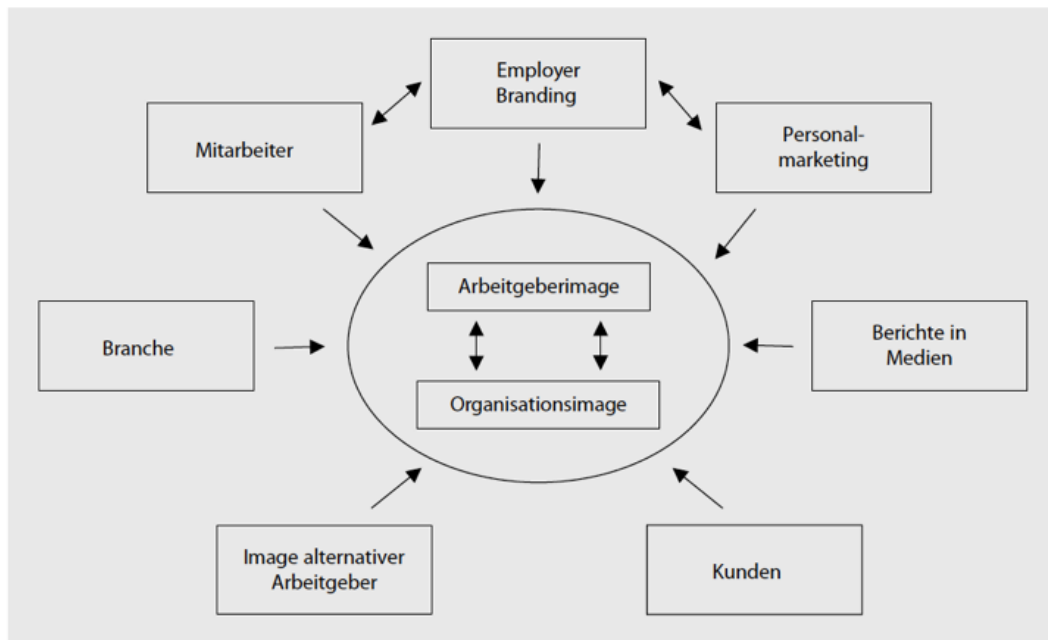 Employer
Branding
Mitarbeiter
Personal-
marketing
Arbeitgeberimage
Branche
Berichte in
Medien
Organisationsimage
Image alternativer
Arbeitgeber
Kunden